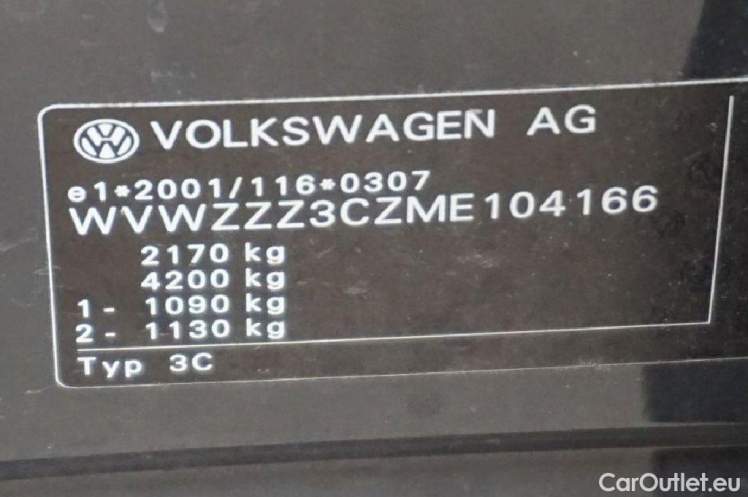 VOLKSWAGEN AG
e1*2001/116*0307
WVWZZZ3CZME104166
2170 kg
4200 kg
1- 1090 kg
2- 1130 kg
Typ 3C
CarOutlet.eu